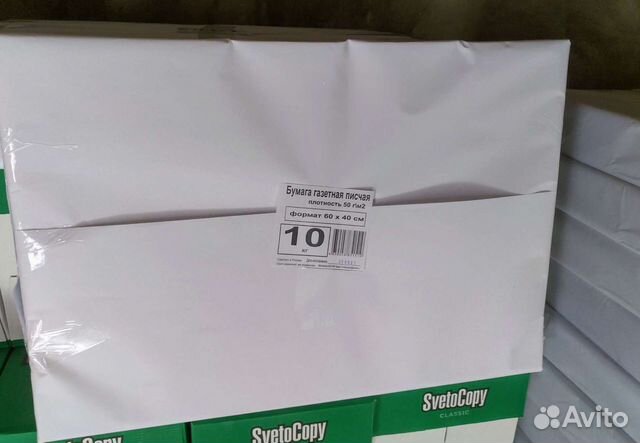 Бумага газетная писчая
плотность 50 г/м2
формат 60 х 40 см
10
кг
SvetoCopy
CLASSIC
SvetoCopy
Avito